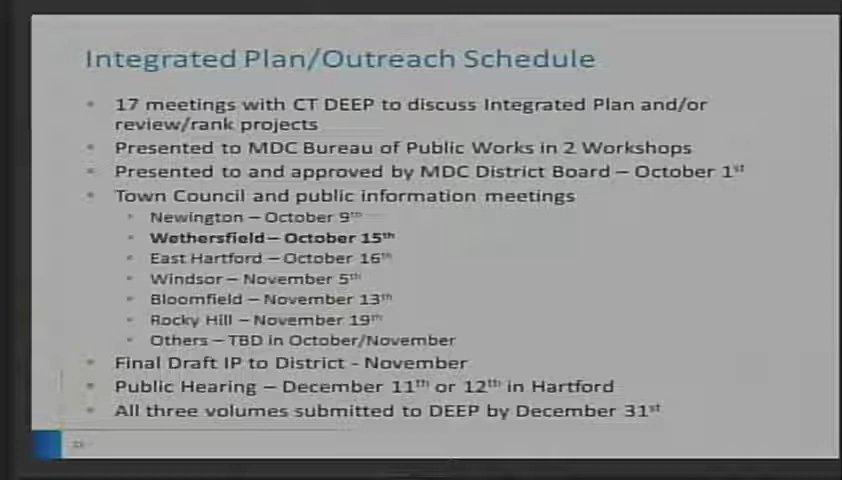 Integrated Plan/Outreach Schedule
• 17 meetings with CT DEEP to discuss Integrated Plan and/or
review/rank projects
• Presented to MDC Bureau of Public Works in 2 Workshops
• Presented to and approved by MDC District Board – October 1st
• Town Council and public information meetings
• Newington – October 9th
• Wethersfield – October 15th
• East Hartford – October 16th
• Windsor – November 5th
• Bloomfield – November 13th
• Rocky Hill – November 19th
• Others – TBD in October/November
• Final Draft IP to District - November
• Public Hearing – December 11th or 12th in Hartford
• All three volumes submitted to DEEP by December 31st